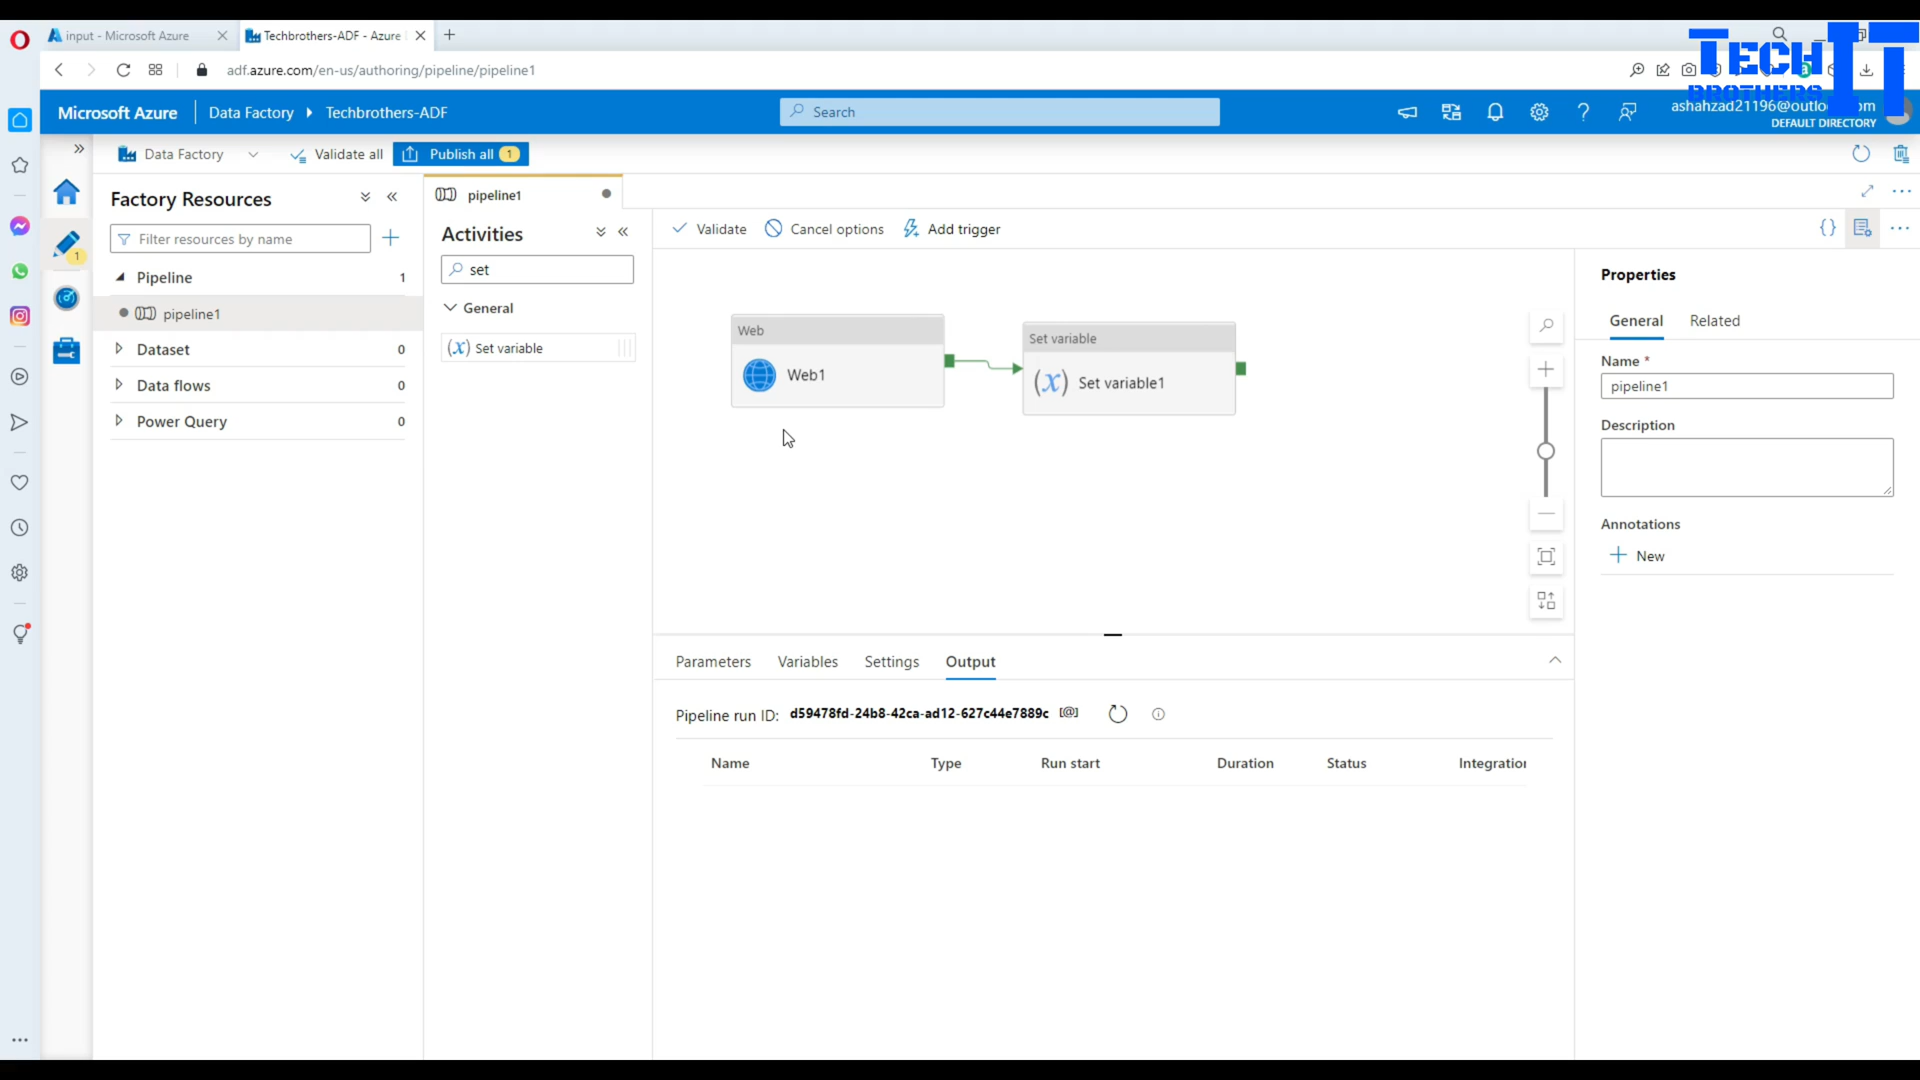 input - Microsoft Azure
Techbrothers-ADF - Azure
adf.azure.com/en-us/authoring/pipeline/pipeline1
TECH IT
BROTHERS
Microsoft Azure
Data Factory
Techbrothers-ADF
Search
DEFAULT DIRECTORY
Data Factory
Validate all
Publish all
1
Factory Resources
Filter resources by name
1
Pipeline
1
pipeline1
Dataset
0
Data flows
0
Power Query
0
pipeline1
Activities
set
General
(x) Set variable
Validate
Cancel options
Add trigger
Web
Web1
Set variable
(x) Set variable1
Parameters
Variables
Settings
Output
Pipeline run ID: d59478fd-24b8-42ca-ad12-627c44e7889c
Name
Type
Run start
Duration
Status
Integration
Properties
General
Related
Name *
pipeline1
Description
Annotations
New